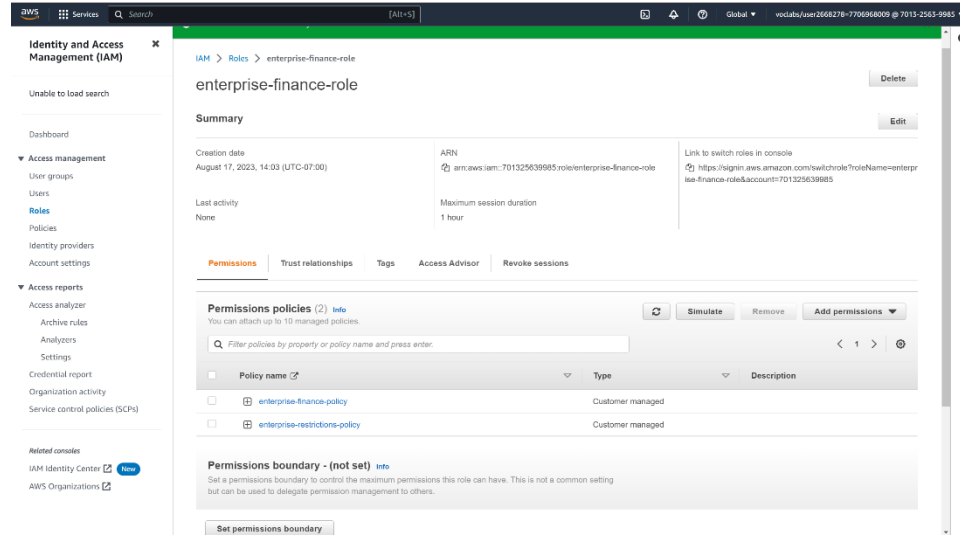 aws
Services
Search
[Alt+S]
Global
voclabs/user2668278=7706968009 @ 7013-2563-9985
Identity and Access Management (IAM)
Unable to load search
Dashboard
Access management
User groups
Users
Roles
Policies
Identity providers
Account settings
Access reports
Access analyzer
Archive rules
Analyzers
Settings
Credential report
Organization activity
Service control policies (SCPs)
Related consoles
IAM Identity Center New
AWS Organizations
IAM > Roles > enterprise-finance-role
enterprise-finance-role
Delete
Summary
Edit
Creation date
August 17, 2023, 14:03 (UTC-07:00)
ARN
arn:aws:iam::701325639985:role/enterprise-finance-role
Link to switch roles in console
https://signin.aws.amazon.com/switchrole?roleName=enterpr
ise-finance-role&account=701325639985
Last activity
None
Maximum session duration
1 hour
Permissions
Trust relationships
Tags
Access Advisor
Revoke sessions
Permissions policies (2) Info
You can attach up to 10 managed policies.
Simulate
Remove
Add permissions
Filter policies by property or policy name and press enter.
1
Policy name
Type
Description
enterprise-finance-policy
Customer managed
enterprise-restrictions-policy
Customer managed
Permissions boundary - (not set) Info
Set a permissions boundary to control the maximum permissions this role can have. This is not a common setting
but can be used to delegate permission management to others.
Set permissions boundary